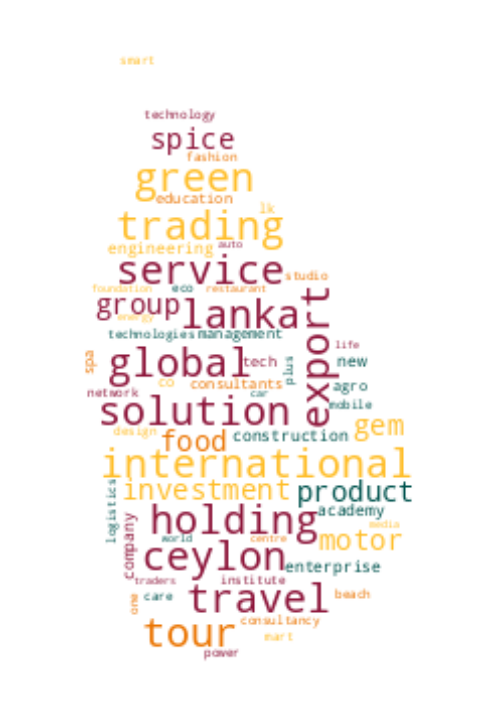 smart
technology
spice
fashion
green
education
lk
trading
engineering auto
service studio
foundation eco restaurant
group lanka export
energy
technologies management
life
global tech plus new
spa co consultants agro
network car mobile
solution gem
design food construction
international
investment product
logistics holding academy
company world centre media
motor
ceylon enterprise
traders institute
one care travel beach
tour consultancy
mart
power